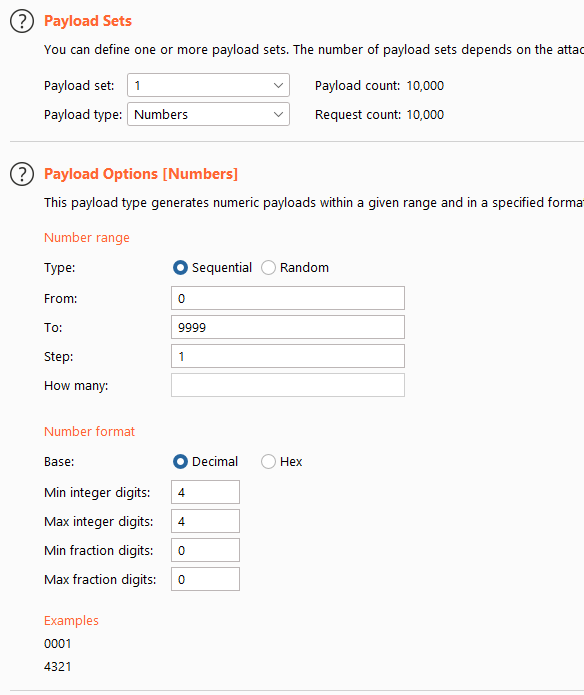 ? Payload Sets
You can define one or more payload sets. The number of payload sets depends on the
Payload set: 1 Payload count: 10,000
Payload type: Numbers Request count: 10,000
? Payload Options [Numbers]
This payload type generates numeric payloads within a given range and in a specified
Number range
Type: Sequential Random
From: 0
To: 9999
Step: 1
How many:
Number format
Base: Decimal Hex
Min integer digits: 4
Max integer digits: 4
Min fraction digits: 0
Max fraction digits: 0
Examples
0001
4321